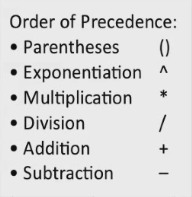 Order of Precedence:
• Parentheses ()
• Exponentiation ^
• Multiplication *
• Division /
• Addition +
• Subtraction –